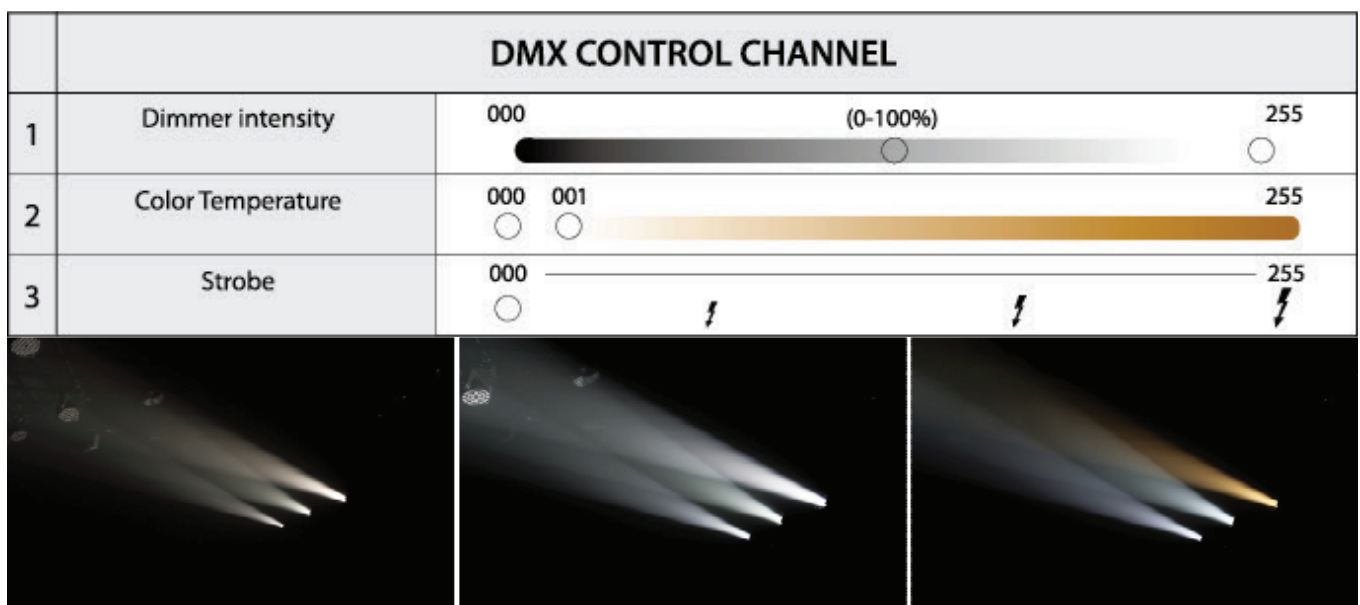 DMX CONTROL CHANNEL
1 Dimmer intensity 000 (0-100%) 255
2 Color Temperature 000 001 255
3 Strobe 000 255